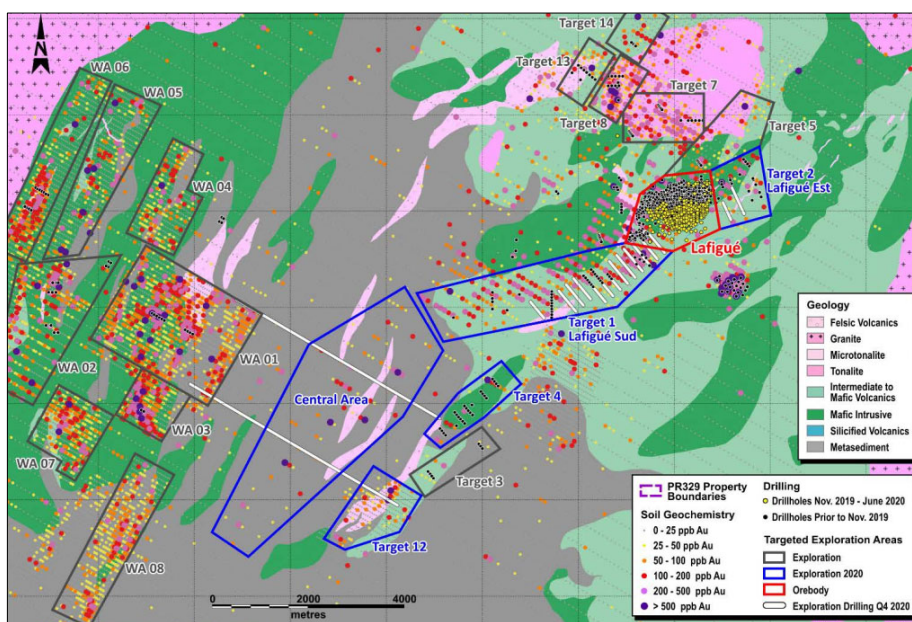 N
WA 06
WA 05
WA 04
WA 02
WA 01
WA 03
WA 07
WA 08
Target 14
Target 13
Target 7
Target 8
Target 5
Target 2
Lafigué Est
Lafigué
Target 1
Lafigué Sud
Central Area
Target 4
Target 3
Target 12
0 2000 4000
metres
Geology
Felsic Volcanics
Granite
Microtonalite
Tonalite
Intermediate to
Mafic Volcanics
Mafic Intrusive
Silicified Volcanics
Metasediment
PR329 Property
Boundaries
Soil Geochemistry
0 - 25 ppb Au
25 - 50 ppb Au
50 - 100 ppb Au
100 - 200 ppb Au
200 - 500 ppb Au
> 500 ppb Au
Drilling
Drillholes Nov. 2019 - June 2020
Drillholes Prior to Nov. 2019
Targeted Exploration Areas
Exploration
Exploration 2020
Orebody
Exploration Drilling Q4 2020